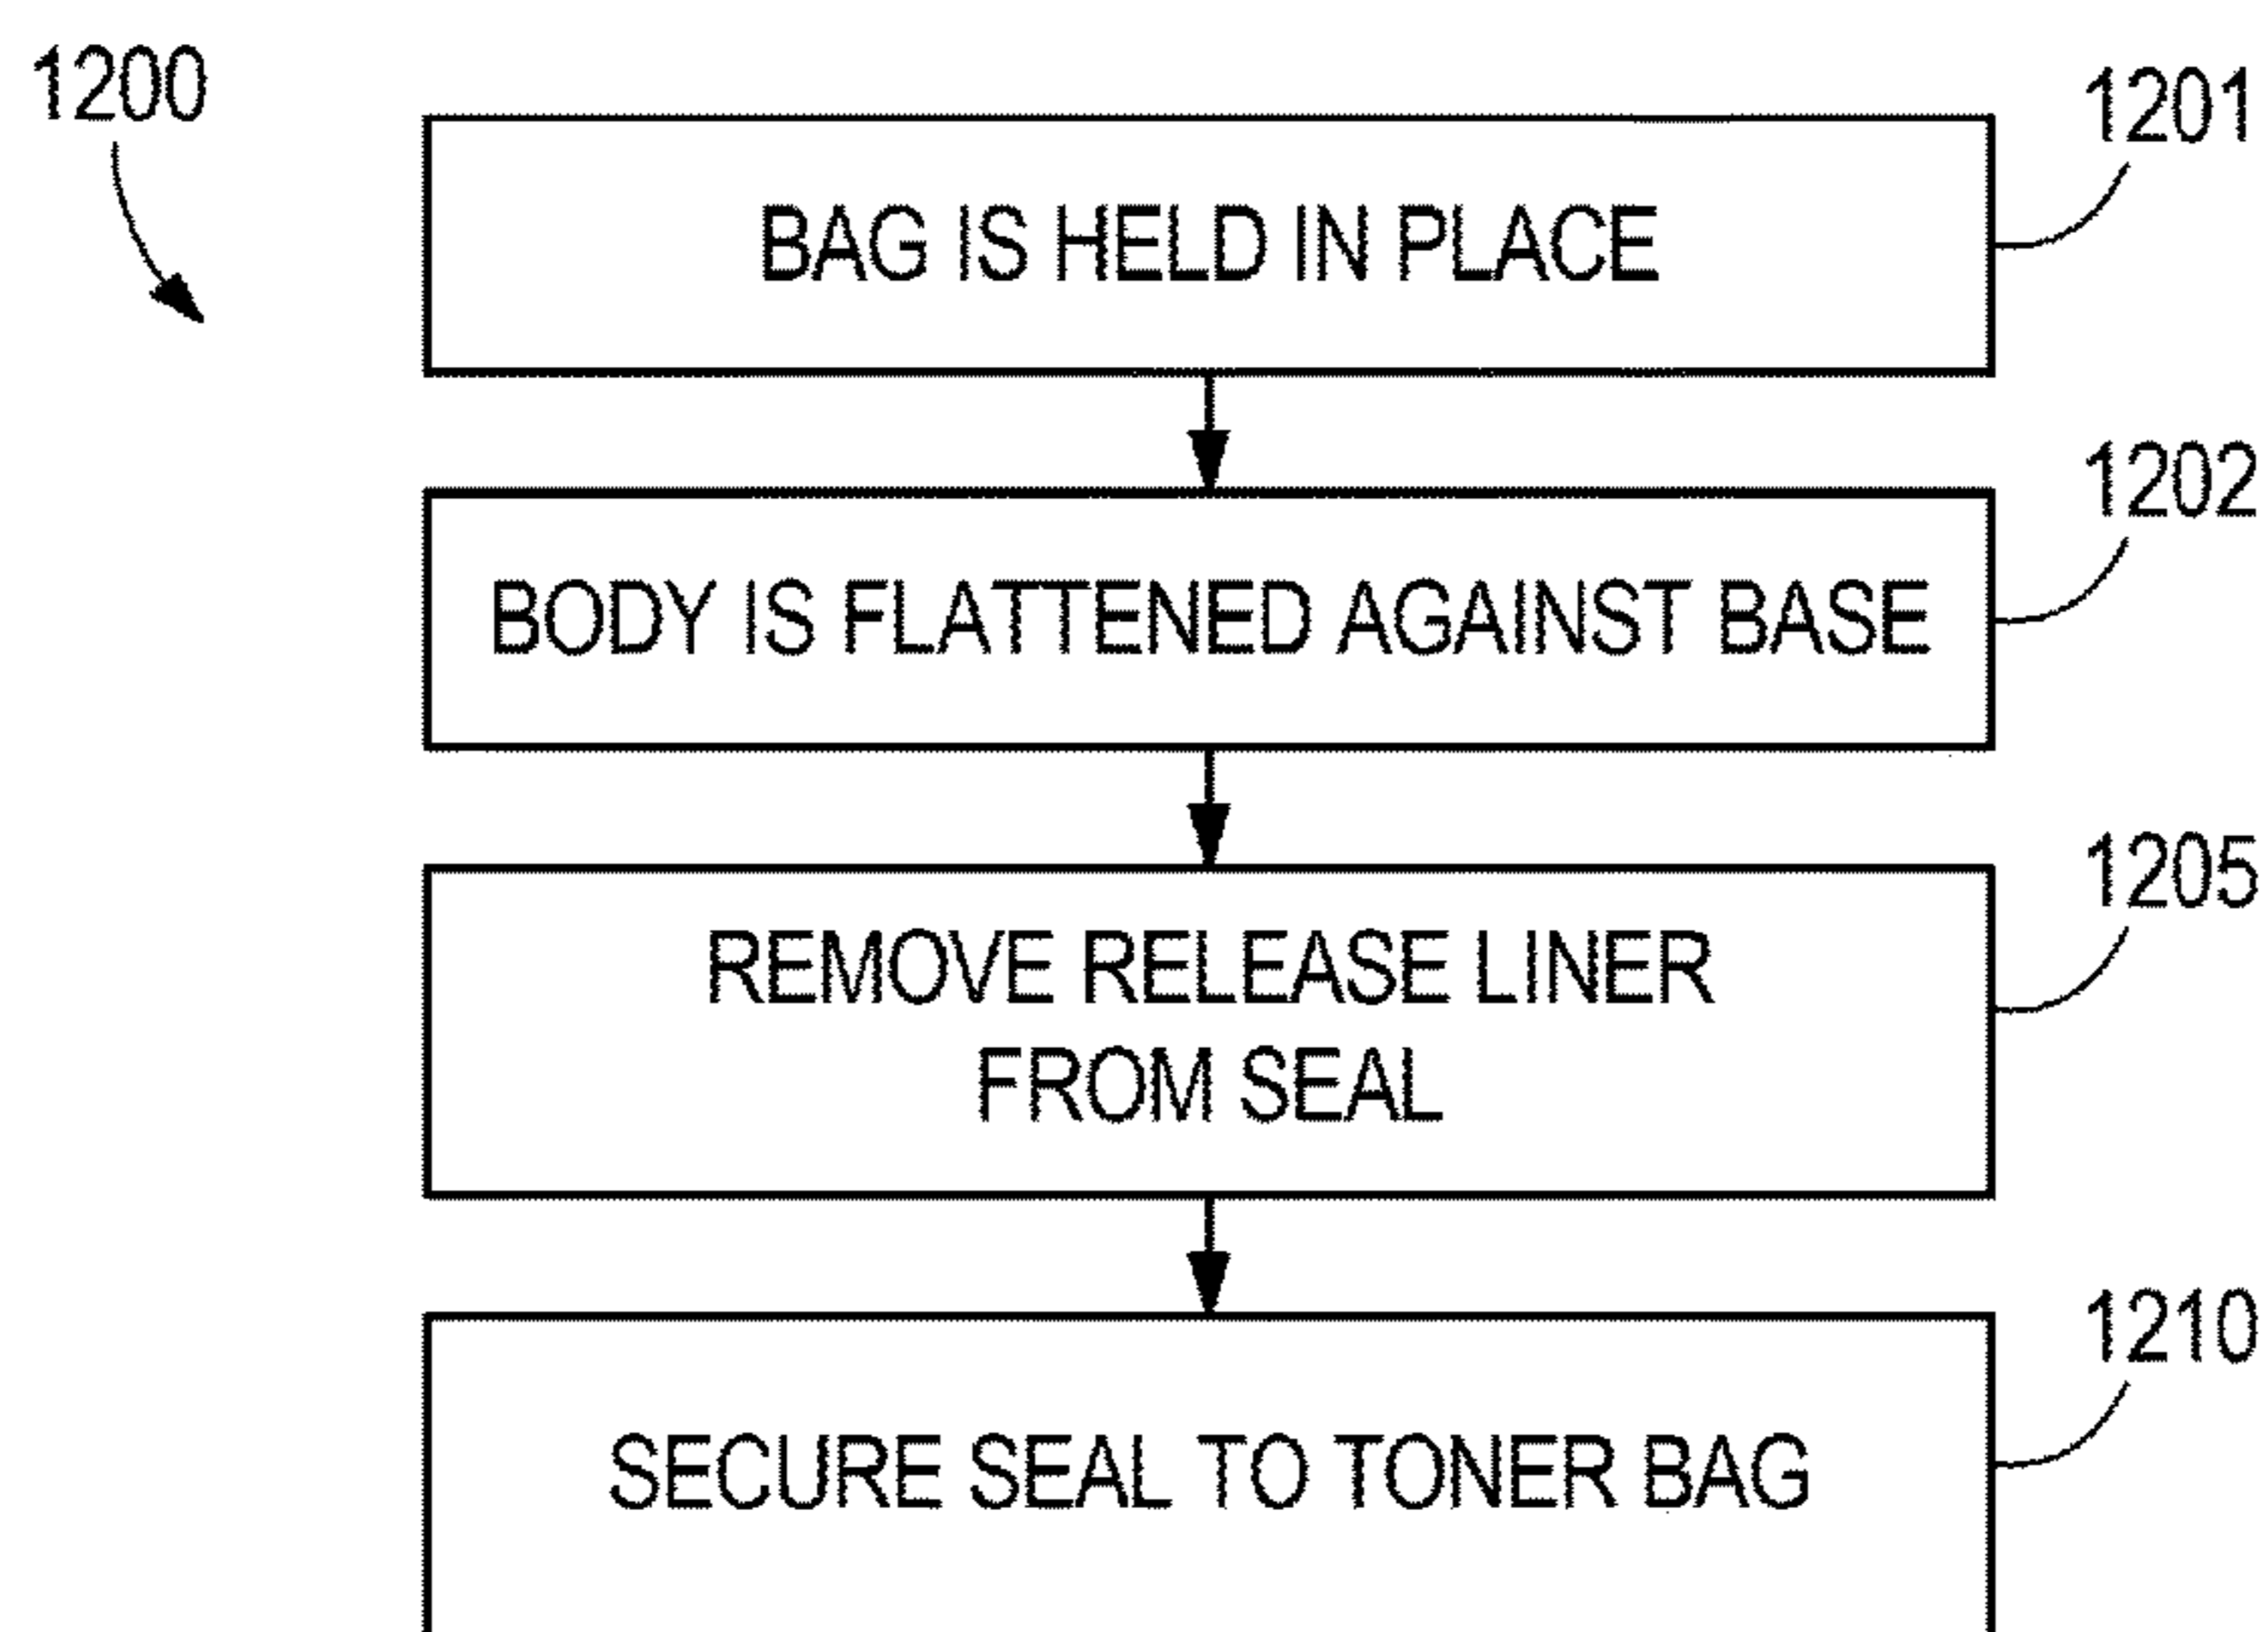 1200
1201
BAG IS HELD IN PLACE
1202
BODY IS FLATTENED AGAINST BASE
1205
REMOVE RELEASE LINER
FROM SEAL
1210
SECURE SEAL TO TONER BAG